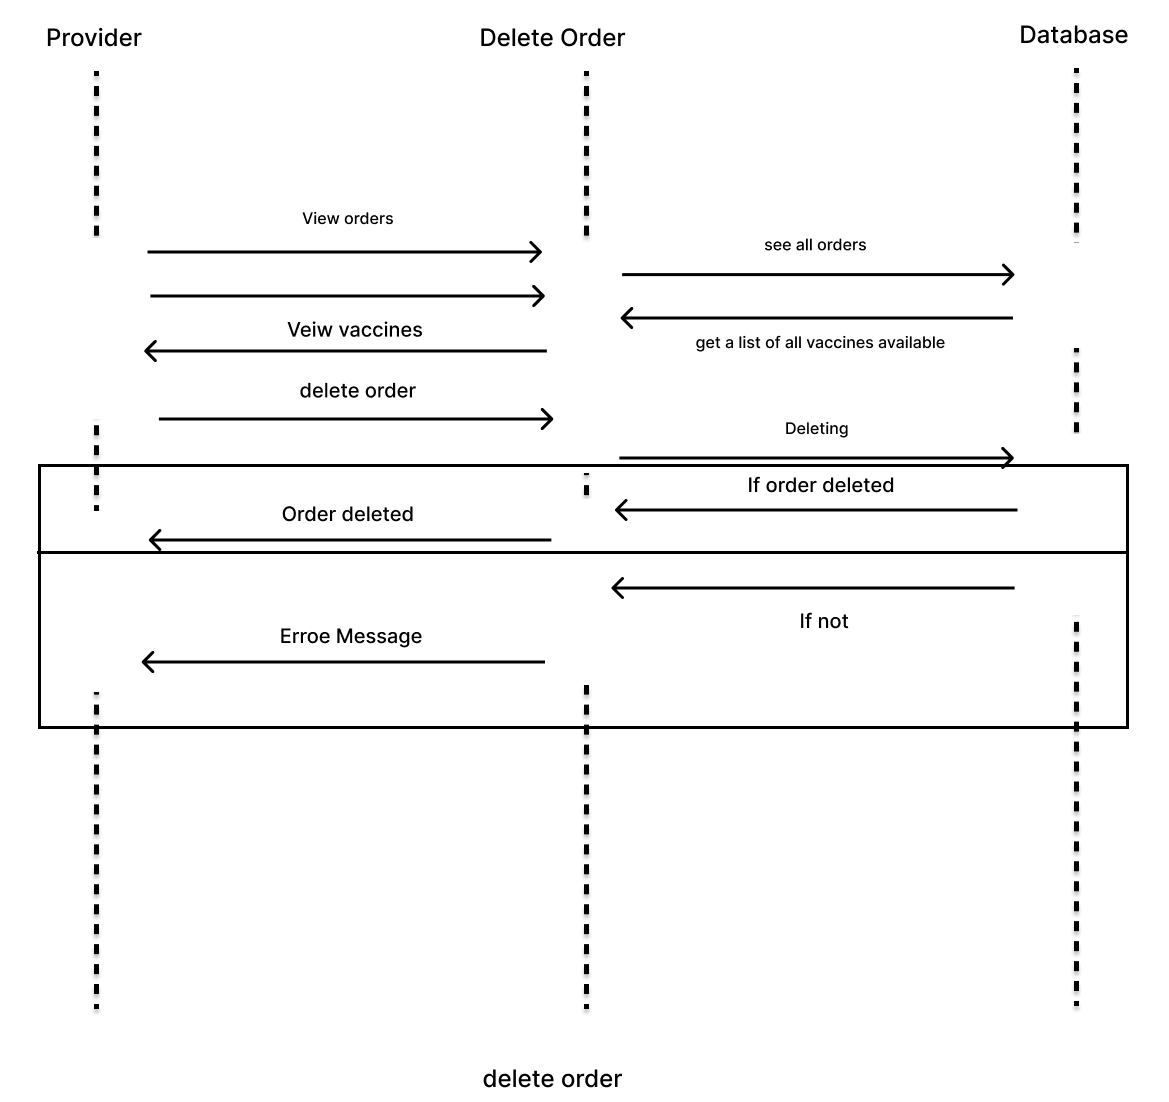 Provider
Delete Order
Database
View orders
see all orders
Veiw vaccines
get a list of all vaccines available
delete order
Deleting
If order deleted
Order deleted
If not
Erroe Message
delete order